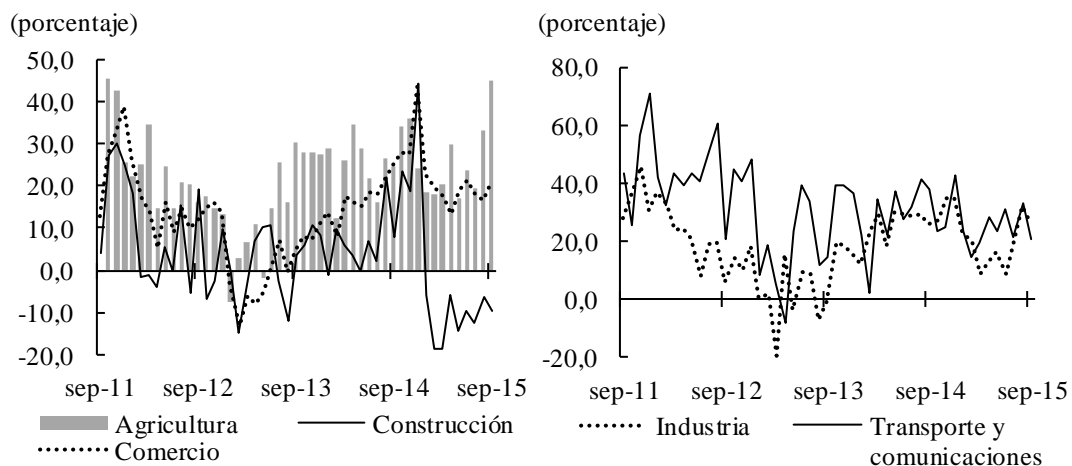 (porcentaje)
50,0
40,0
30,0
20,0
10,0
0,0
-10,0
-20,0
sep-11 sep-12 sep-13 sep-14 sep-15
Agricultura Construcción
Comercio
(porcentaje)
80,0
60,0
40,0
20,0
0,0
-20,0
sep-11 sep-12 sep-13 sep-14 sep-15
Industria Transporte y
comunicaciones